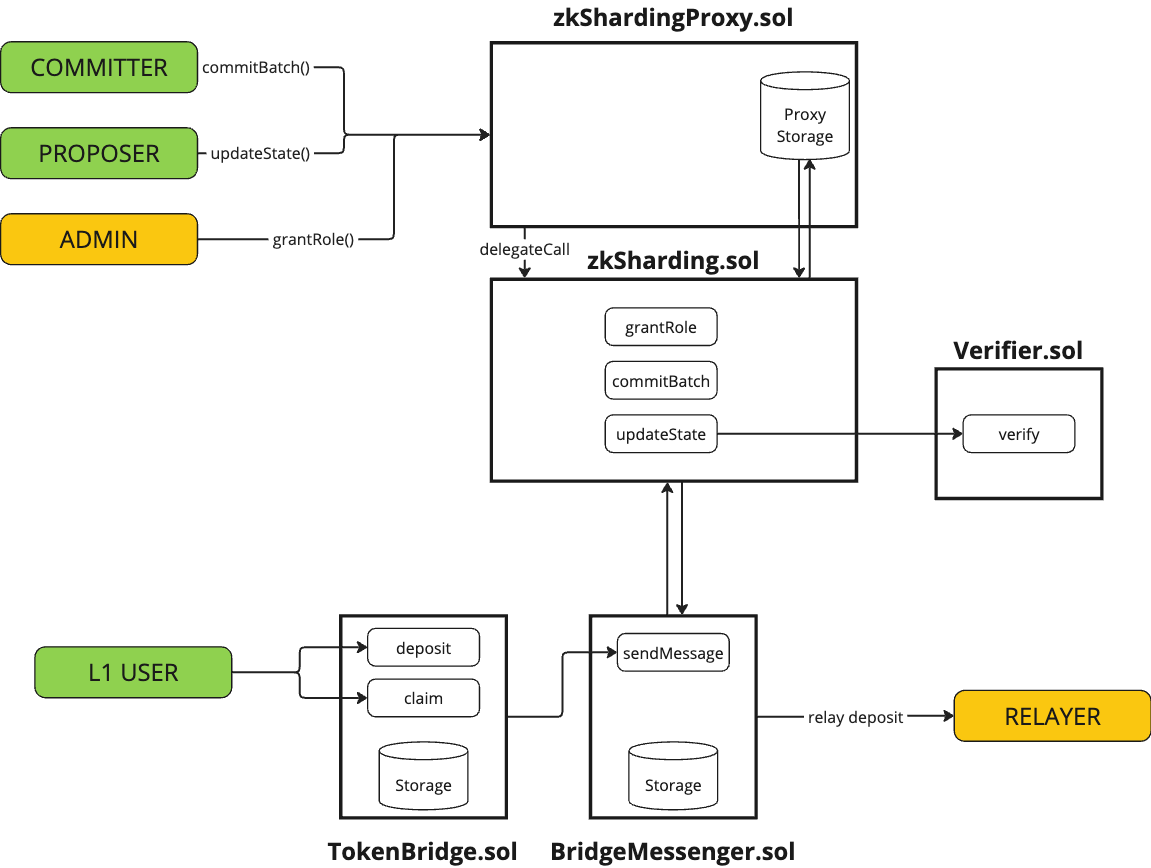 zkShardingProxy.sol
COMMITTER
commitBatch()
Proxy
Storage
PROPOSER
updateState()
ADMIN
grantRole()
delegateCall
zkSharding.sol
grantRole
commitBatch
updateState
Verifier.sol
verify
L1 USER
deposit
claim
Storage
sendMessage
Storage
relay deposit
RELAYER
TokenBridge.sol
BridgeMessenger.sol